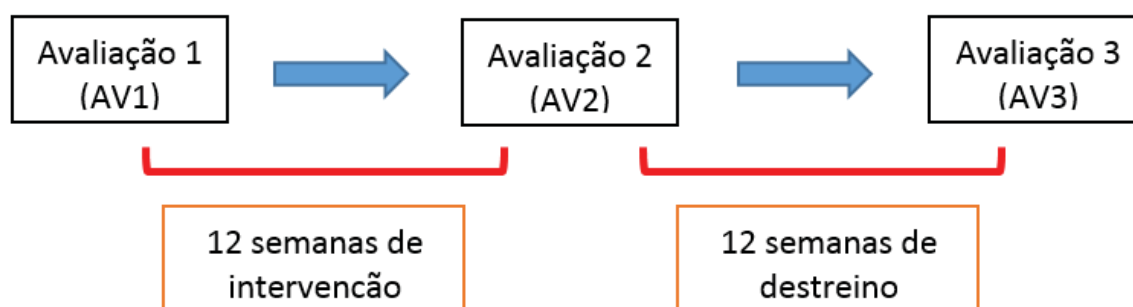 Avaliação 1
(AV1)
Avaliação 2
(AV2)
Avaliação 3
(AV3)
12 semanas de
intervencão
12 semanas de
destreino